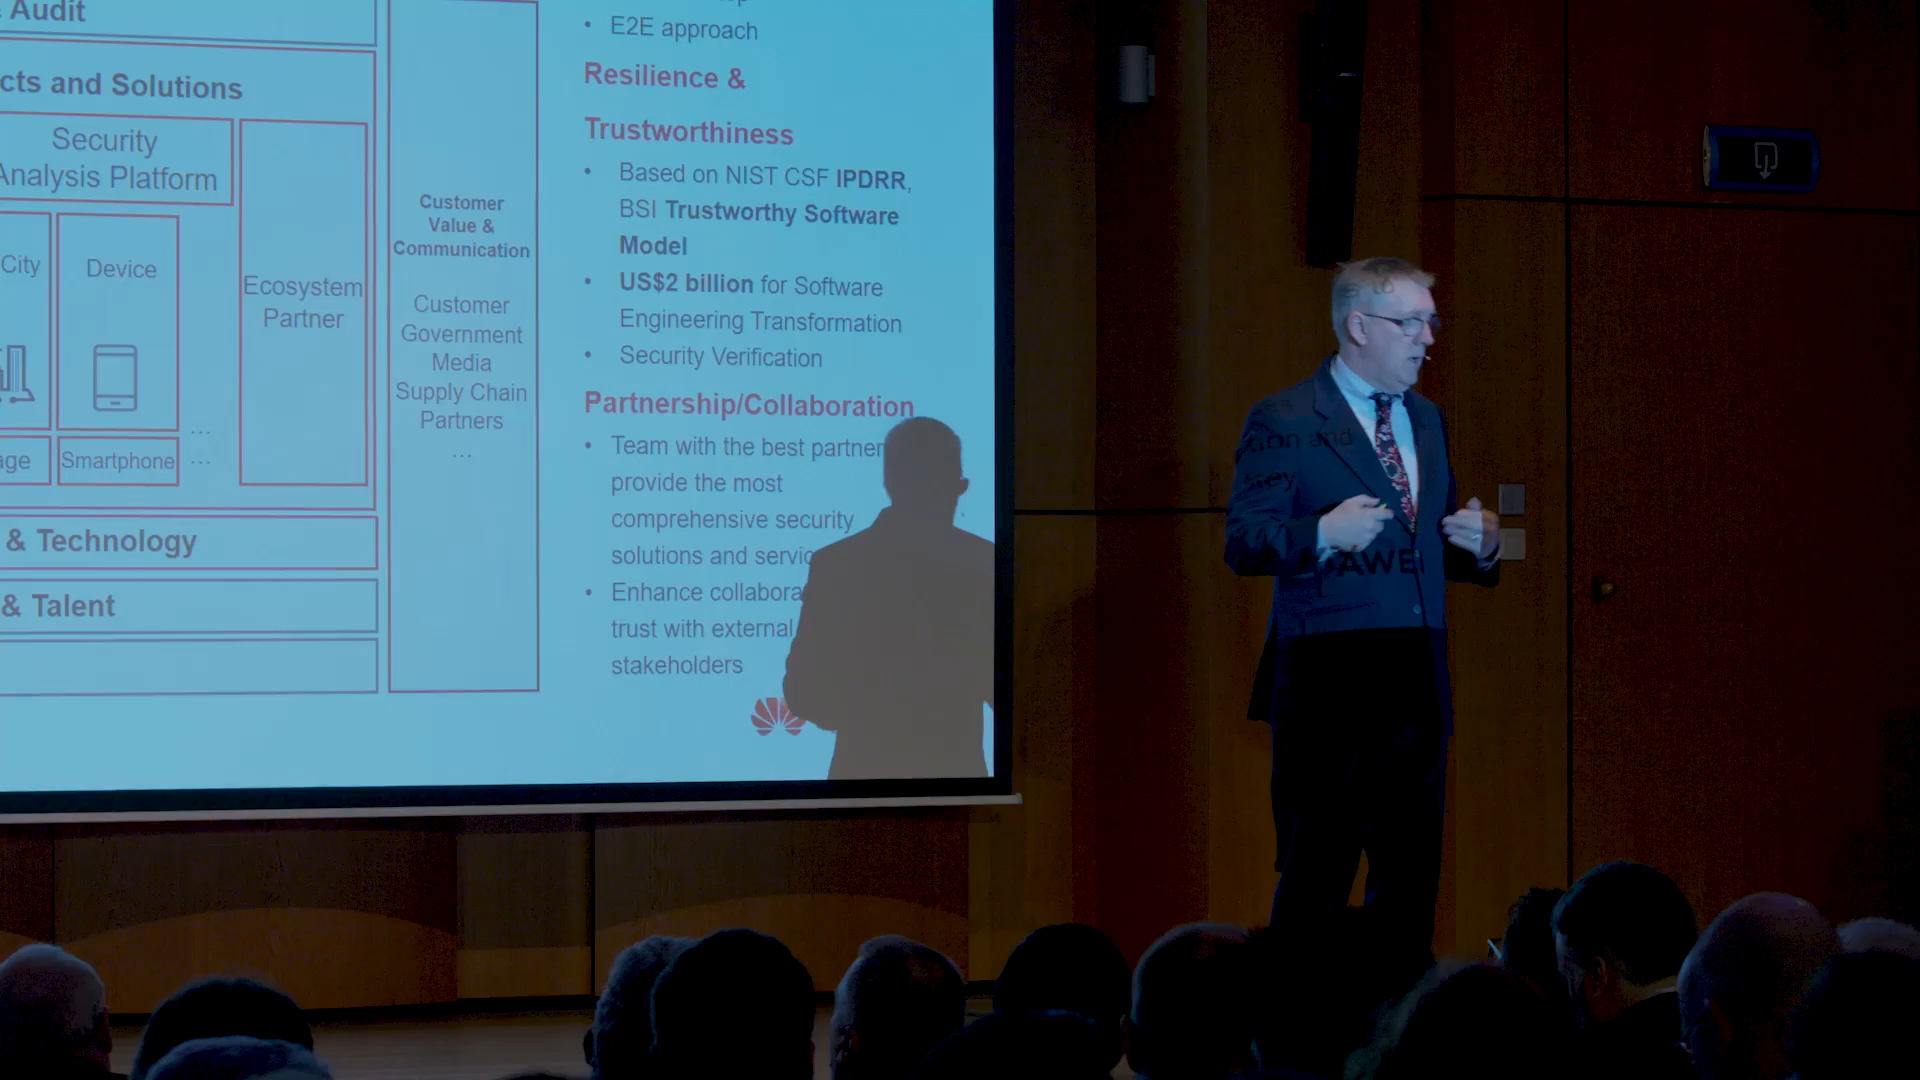 Audit
cts and Solutions
Security
Analysis Platform
City
Device
Ecosystem
Partner
age
Smartphone
...
...
& Technology
& Talent
Customer
Value &
Communication
Customer
Government
Media
Supply Chain
Partners
...
• E2E approach
Resilience &
Trustworthiness
• Based on NIST CSF IPDRR,
BSI Trustworthy Software
Model
• US$2 billion for Software
Engineering Transformation
• Security Verification
Partnership/Collaboration
• Team with the best partner
provide the most
comprehensive security
solutions and servic
• Enhance collabora
trust with external
stakeholders
tion and
AWEI